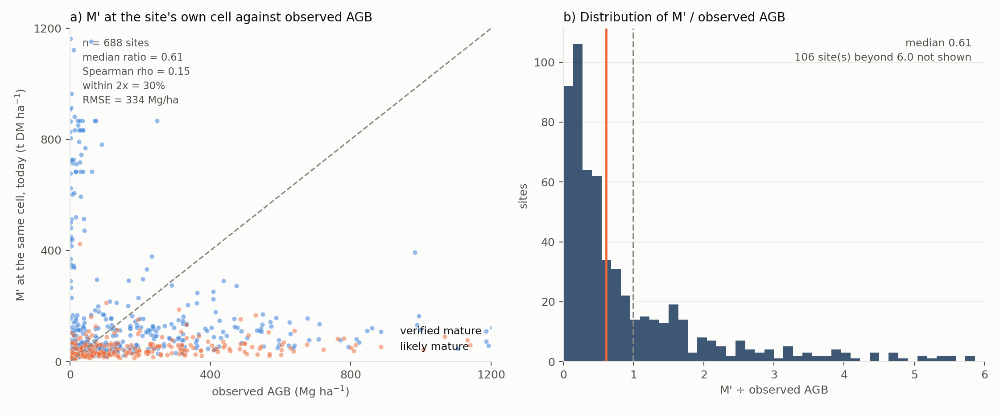 a) M' at the site's own cell against observed AGB
1200
800
400
0
M' at the same cell, today (t DM ha⁻¹)
n = 688 sites
median ratio = 0.61
Spearman rho = 0.15
within 2x = 30%
RMSE = 334 Mg/ha
verified mature
likely mature
0 400 800 1200
observed AGB (Mg ha⁻¹)
b) Distribution of M' / observed AGB
100
80
60
40
20
0
sites
median 0.61
106 site(s) beyond 6.0 not shown
0 1 2 3 4 5 6
M' ÷ observed AGB